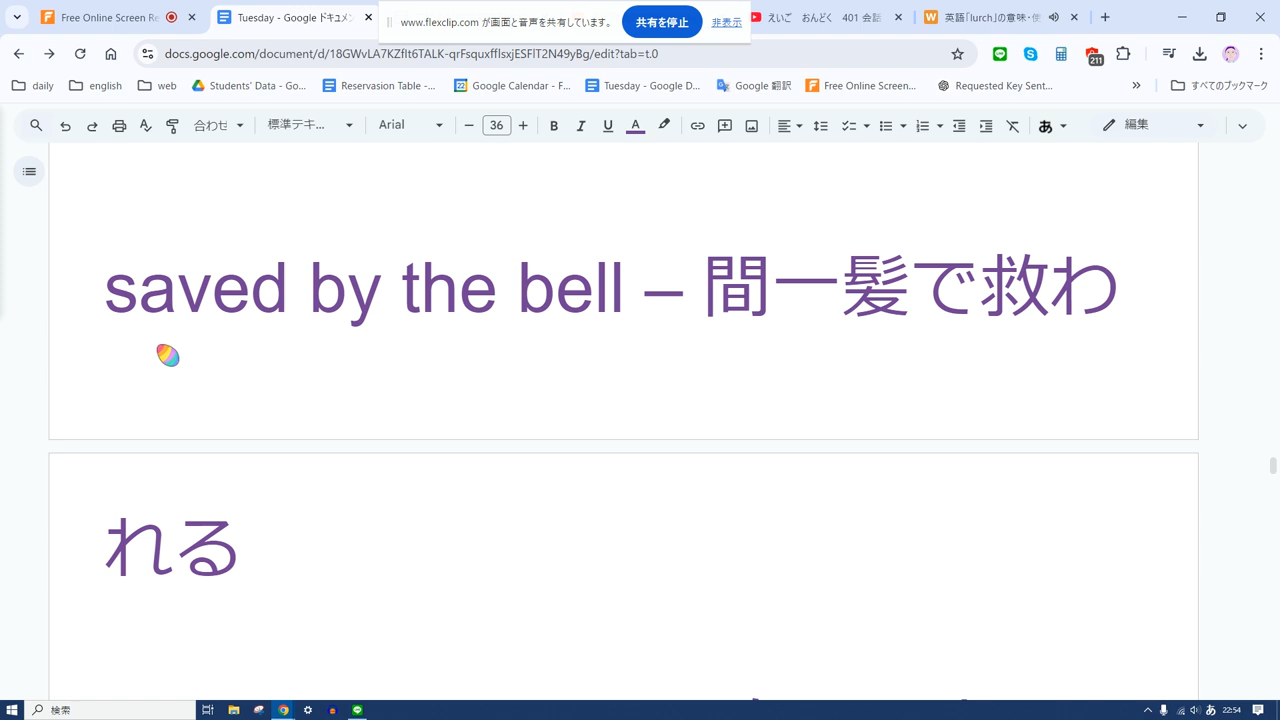 Free Online Screen Re
Tuesday - Google ドキュメン
www.flexclip.com が画面と音声を共有しています。
共有を停止
非表示
えいご おんどく 401 会話
英語「lurch」の意味・使
docs.google.com/document/d/18GWvLA7KZflt6TALK-qrFsquxfflsxjESFlT2N49vBg/edit?tab=t.0
211
daily
english
web
Students' Data - Go...
Reservasion Table -...
Google Calendar - F...
Tuesday - Google D...
Google 翻訳
Free Online Screen...
Requested Key Sent...
すべてのブックマーク
合わせ
標準テキ...
Arial
36
編集
saved by the bell – 間一髪で救わ
れる
検索
あ 22:54